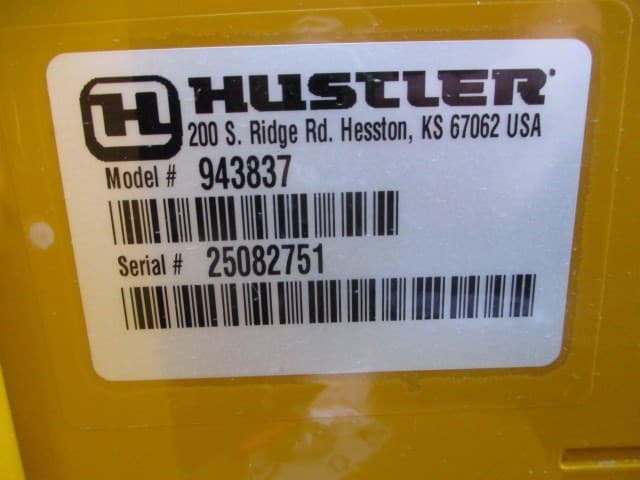 H HUSTLER
200 S. Ridge Rd. Hesston, KS 67062 USA
Model # 943837
Serial # 25082751